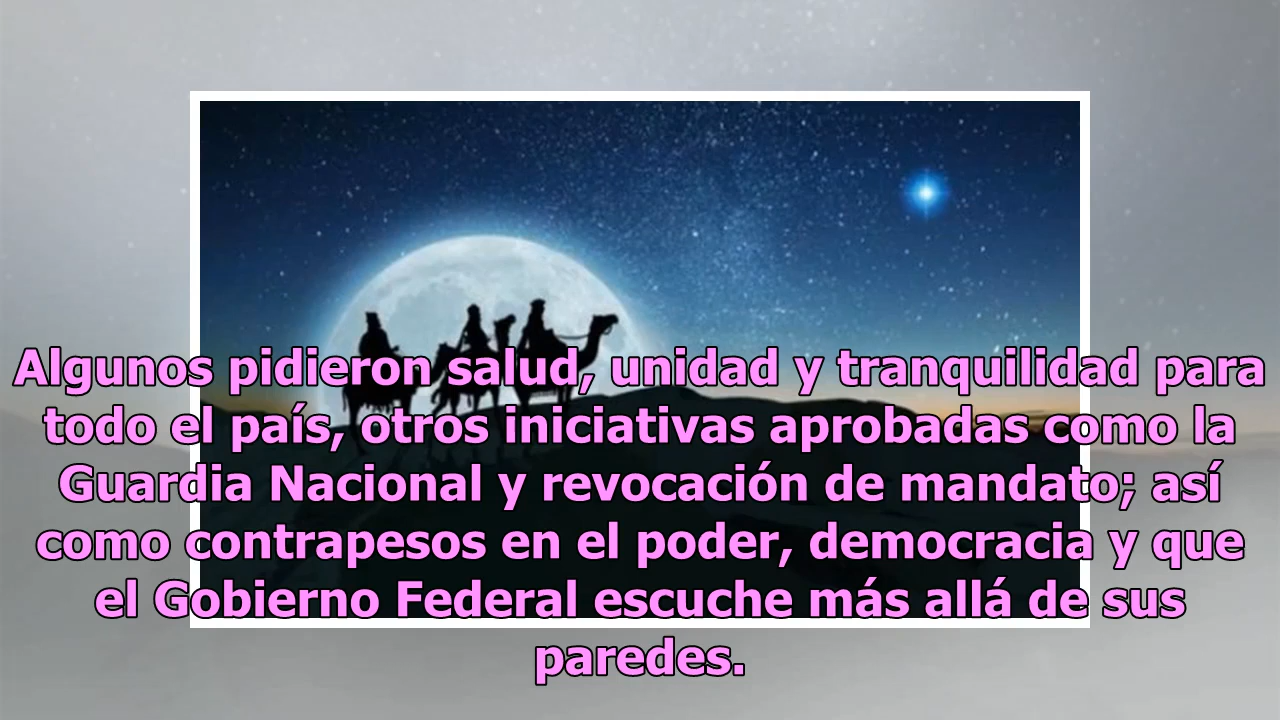 Algunos pidieron salud, unidad y tranquilidad para
todo el país, otros iniciativas aprobadas como la
Guardia Nacional y revocación de mandato; así
como contrapesos en el poder, democracia y que
el Gobierno Federal escuche más allá de sus
paredes.